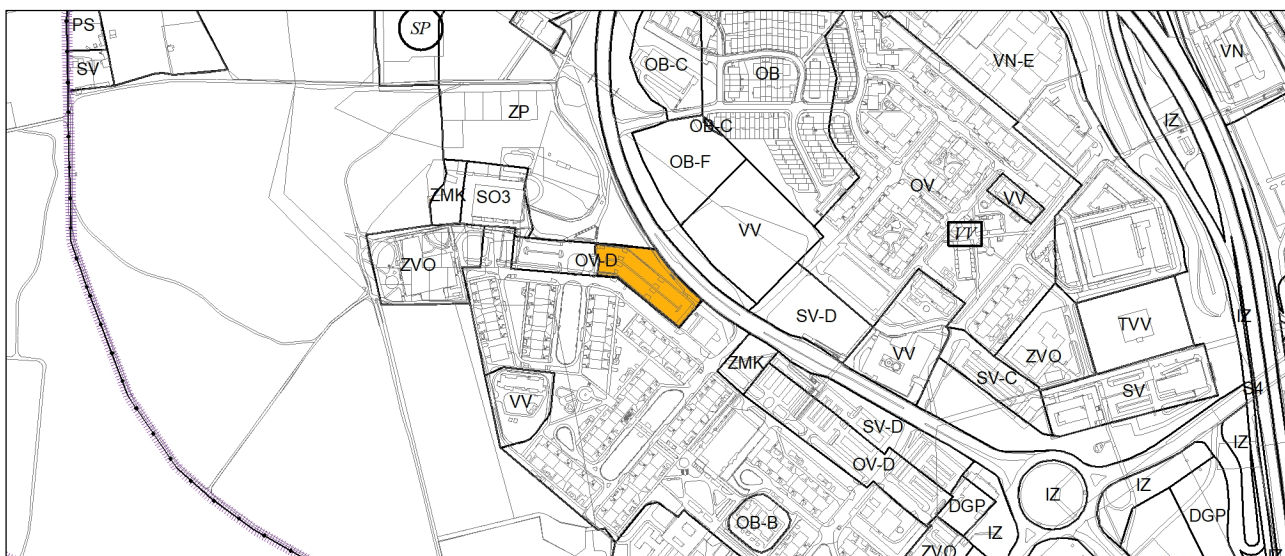 PS
SP
SV
OB-C
OB
VN-E
VN
ZP
OB-C
IZ
OB-F
OV
VV
ZMK
SO3
VV
VV
ZVO
OV-D
SV-D
IZ
TVV
ZVO
VV
ZMK
SV-C
SV
S4
VV
SV-D
IZ
OV-D
IZ
IZ
DGP
DGP
OB-B
IZ
ZVO